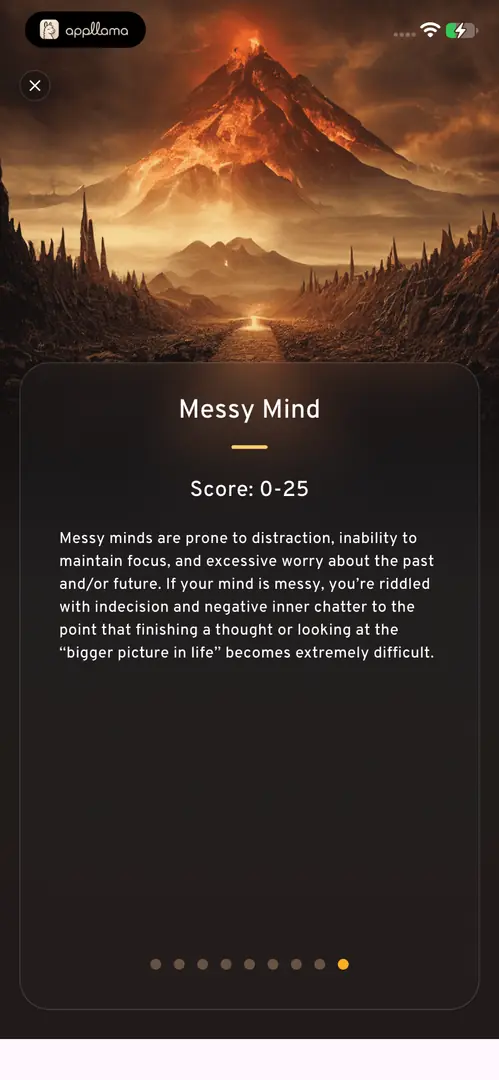 appllama
Messy Mind
Score: 0-25
Messy minds are prone to distraction, inability to
maintain focus, and excessive worry about the past
and/or future. If your mind is messy, you’re riddled
with indecision and negative inner chatter to the
point that finishing a thought or looking at the
“bigger picture in life” becomes extremely difficult.